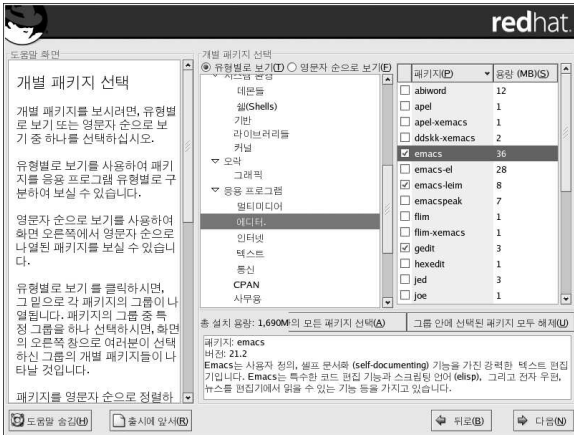 redhat.
도움말 화면
개별 패키지 선택
개별 패키지를 보시려면, 유형별
로 보기 또는 영문자 순으로 보
기 중 하나를 선택하십시오.
유형별로 보기를 사용하여 패키
지를 응용 프로그램 유형별로 구
분하여 보실 수 있습니다.
영문자 순으로 보기를 사용하여
화면 오른쪽에서 영문자 순으로
나열된 패키지를 보실 수 있습니
다.
유형별로 보기 를 클릭하시면,
그 밑으로 각 패키지의 그룹이 나
열됩니다. 패키지의 그룹 중 특
정 그룹을 하나 선택하시면, 화면
의 오른쪽 창으로 여러분이 선택
하신 그룹의 개별 패키지들이 나
타날 것입니다.
패키지를 영문자 순으로 정렬하
개별 패키지 선택
유형별로 보기(T) 영문자 순으로 보기(F)
시스템 환경
데몬들
쉘(Shells)
기반
라이브러리들
커널
오락
그래픽
응용 프로그램
멀티미디어
에디터.
인터넷
텍스트
통신
CPAN
사무용
패키지(P) 용량 (MB)(S)
abiword 12
apel 1
apel-xemacs 1
ddskk-xemacs 2
emacs 36
emacs-el 28
emacs-leim 8
emacspeak 7
flim 1
flim-xemacs 1
gedit 3
hexedit 1
jed 3
joe 1
총 설치 용량: 1,690M
의 모든 패키지 선택(A)
그룹 안에 선택된 패키지 모두 해제(U)
패키지: emacs
버전: 21.2
Emacs는 사용자 정의, 셀프 문서화 (self-documenting) 기능을 가진 강력한 텍스트 편집
기입니다. Emacs는 특수한 코드 편집 기능과 스크립팅 언어 (elisp), 그리고 전자 우편,
뉴스를 편집기에서 읽을 수 있는 기능 등을 가지고 있습니다.
도움말 숨김(H) 출시에 앞서(R) 뒤로(B) 다음(N)